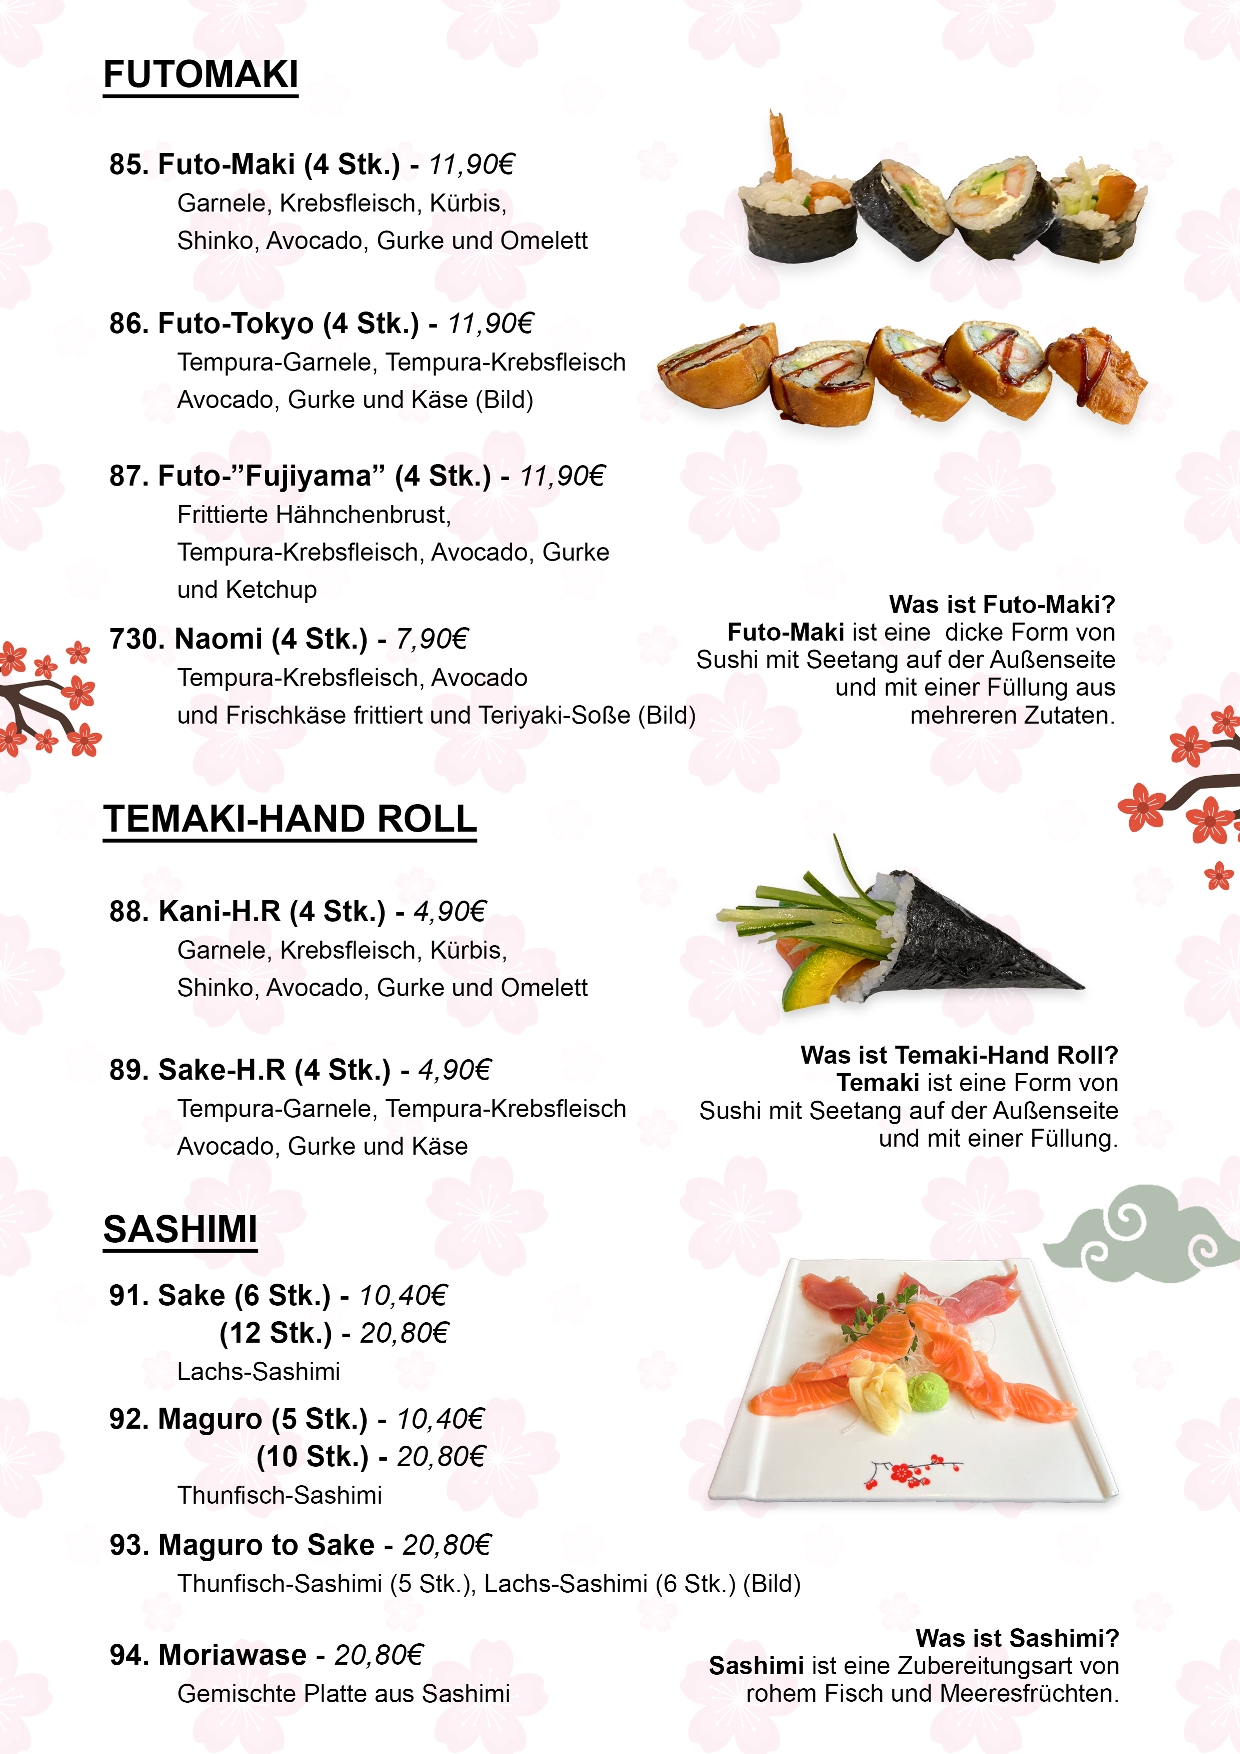 FUTOMAKI
85. Futo-Maki (4 Stk.) - 11,90€
Garnele, Krebsfleisch, Kürbis,
Shinko, Avocado, Gurke und Omelett
86. Futo-Tokyo (4 Stk.) - 11,90€
Tempura-Garnele, Tempura-Krebsfleisch
Avocado, Gurke und Käse (Bild)
87. Futo-”Fujiyama” (4 Stk.) - 11,90€
Frittierte Hähnchenbrust,
Tempura-Krebsfleisch, Avocado, Gurke
und Ketchup
730. Naomi (4 Stk.) - 7,90€
Tempura-Krebsfleisch, Avocado
und Frischkäse frittiert und Teriyaki-Soße (Bild)
Was ist Futo-Maki?
Futo-Maki ist eine  dicke Form von
Sushi mit Seetang auf der Außenseite
und mit einer Füllung aus
mehreren Zutaten.
TEMAKI-HAND ROLL
88. Kani-H.R (4 Stk.) - 4,90€
Garnele, Krebsfleisch, Kürbis,
Shinko, Avocado, Gurke und Omelett
89. Sake-H.R (4 Stk.) - 4,90€
Tempura-Garnele, Tempura-Krebsfleisch
Avocado, Gurke und Käse
Was ist Temaki-Hand Roll?
Temaki ist eine Form von
Sushi mit Seetang auf der Außenseite
und mit einer Füllung.
SASHIMI
91. Sake (6 Stk.) - 10,40€
(12 Stk.) - 20,80€
Lachs-Sashimi
92. Maguro (5 Stk.) - 10,40€
(10 Stk.) - 20,80€
Thunfisch-Sashimi
93. Maguro to Sake - 20,80€
Thunfisch-Sashimi (5 Stk.), Lachs-Sashimi (6 Stk.) (Bild)
94. Moriawase - 20,80€
Gemischte Platte aus Sashimi
Was ist Sashimi?
Sashimi ist eine Zubereitungsart von
rohem Fisch und Meeresfrüchten.